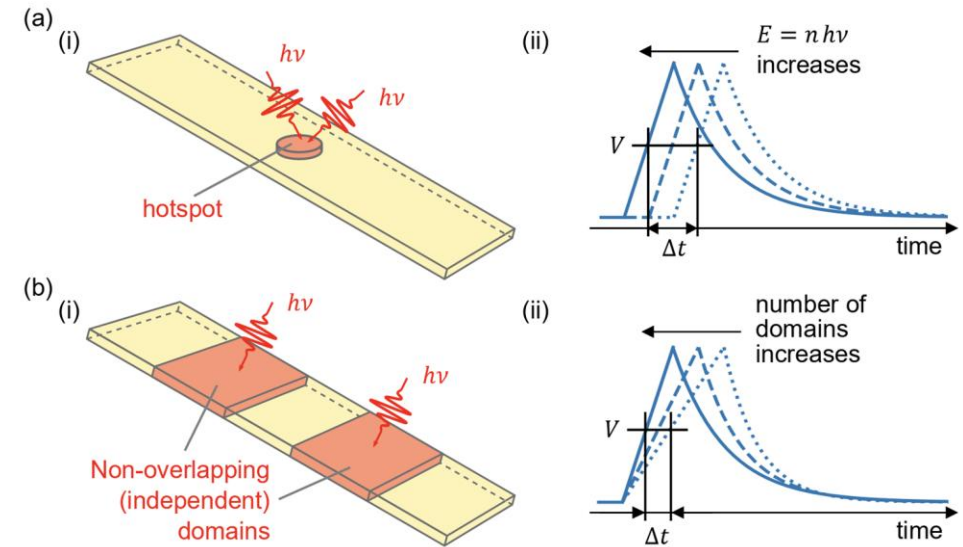 (a)
(i)
hν
hν
hotspot
(ii)
E = n hν
increases
V
Δt
time
(b)
(i)
hν
hν
Non-overlapping
(independent)
domains
(ii)
number of
domains
increases
V
Δt
time